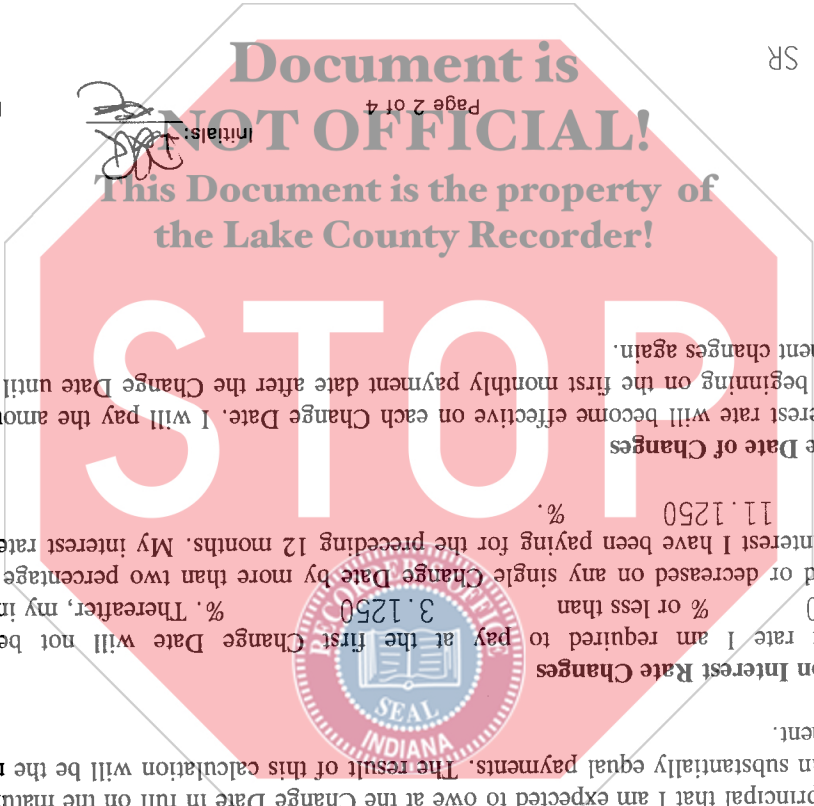 Document is
NOT OFFICIAL!
This Document is the property of
the Lake County Recorder!
STOP
RECORDER'S OFFICE
SEAL
INDIANA
principal that I am expected to owe at the Change Date in full on the matu
n substantially equal payments. The result of this calculation will be the
ment.
on Interest Rate Changes
rate I am required to pay at the first Change Date will not be
0 % or less than 3.1250 %. Thereafter, my in
d or decreased on any single Change Date by more than two percentage
nterest I have been paying for the preceding 12 months. My interest rate
11.1250 %.
e Date of Changes
erest rate will become effective on each Change Date. I will pay the amou
beginning on the first monthly payment date after the Change Date until
ment changes again.
Initials:
Page 2 of 4
SR